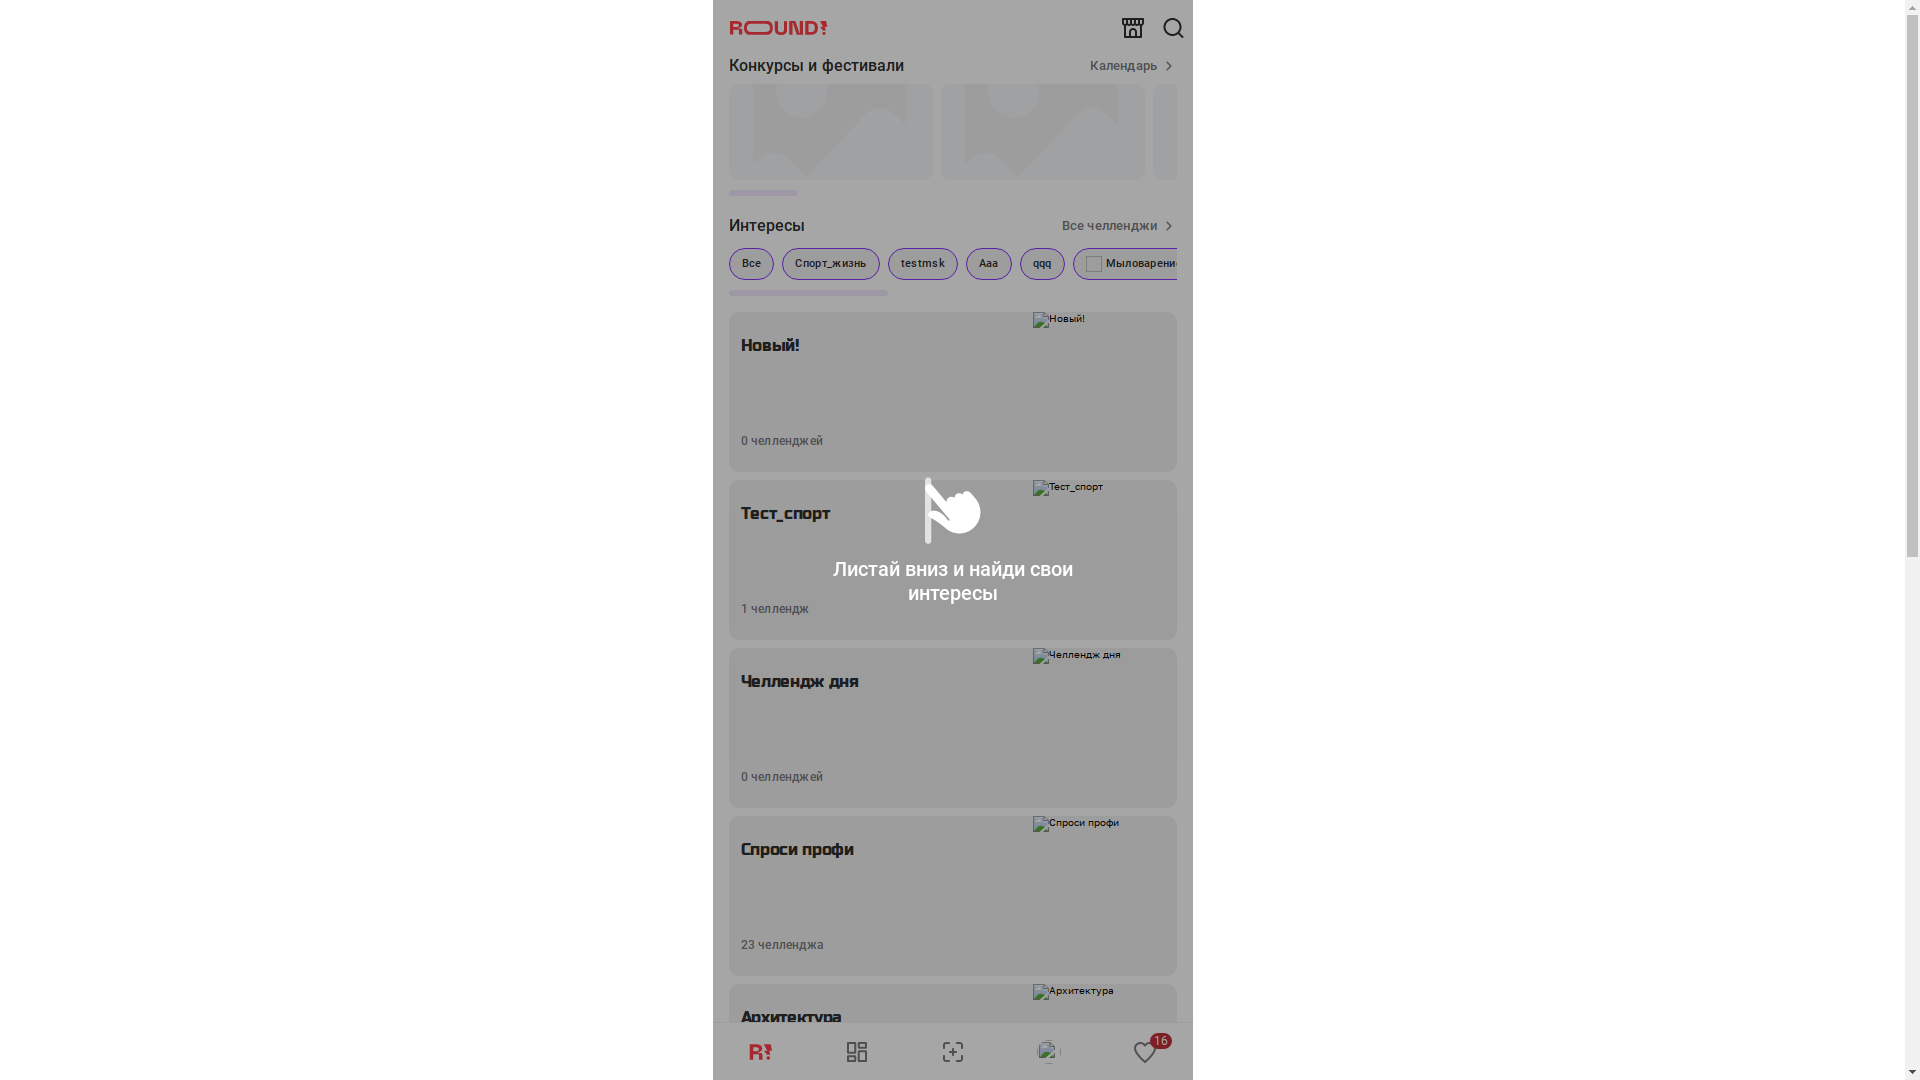 ROUND!
Конкурсы и фестивали
Календарь
Интересы
Все челленджи
Все
Спорт_жизнь
testmsk
Aaa
qqq
Мыловарение
Новый!
Новый!
0 челленджей
Тест_спорт
Тест_спорт
Листай вниз и найди свои
интересы
1 челлендж
Челлендж дня
Челлендж дня
0 челленджей
Спроси профи
Спроси профи
23 челленджа
Архитектура
Архитектура
R!
16